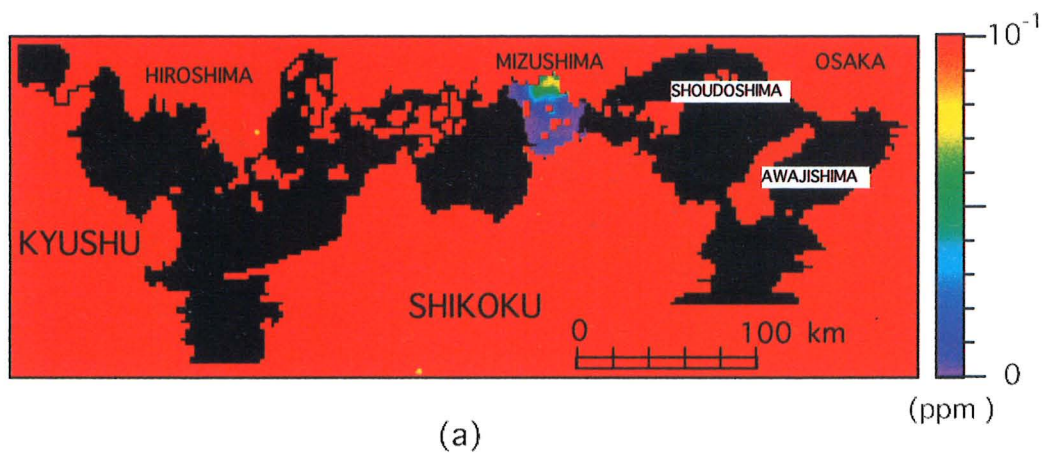 10-1
MIZUSHIMA
OSAKA
HIROSHIMA
SHOUDOSHIMA
AWAJISHIMA
KYUSHU
SHIKOKU
0 100 km
0
(ppm )
(a)